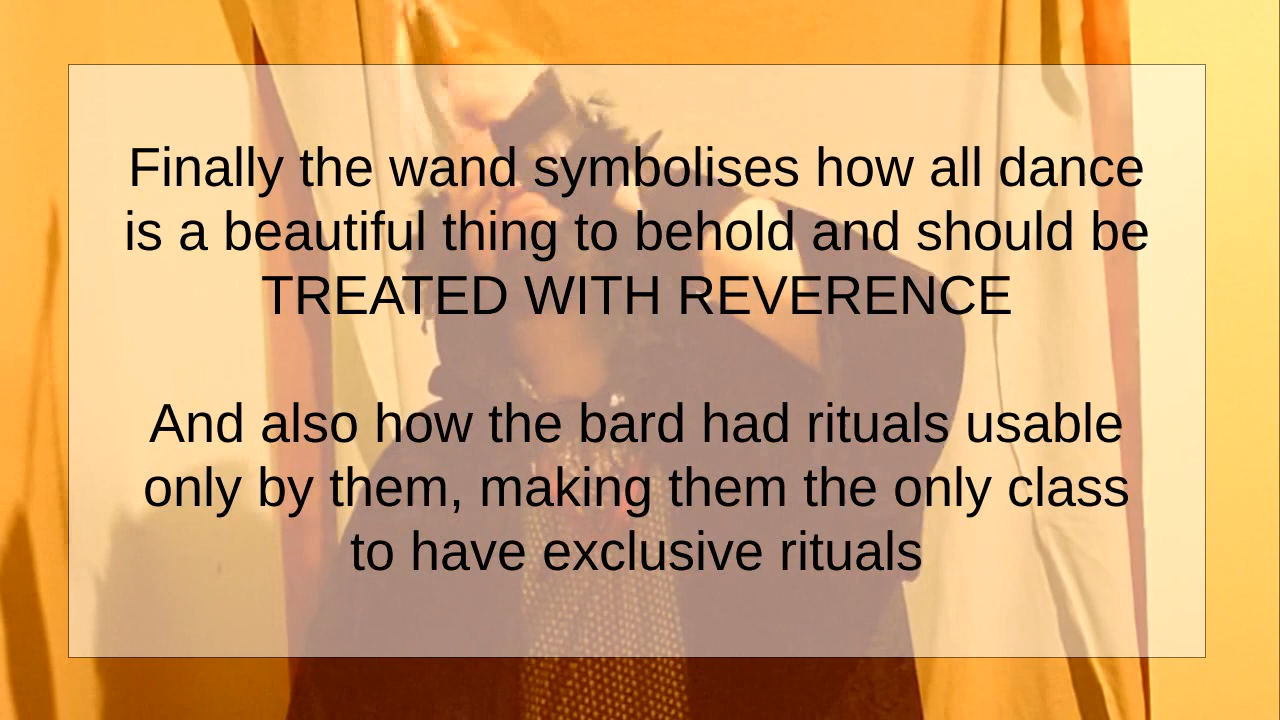 Finally the wand symbolises how all dance
is a beautiful thing to behold and should be
TREATED WITH REVERENCE
And also how the bard had rituals usable
only by them, making them the only class
to have exclusive rituals